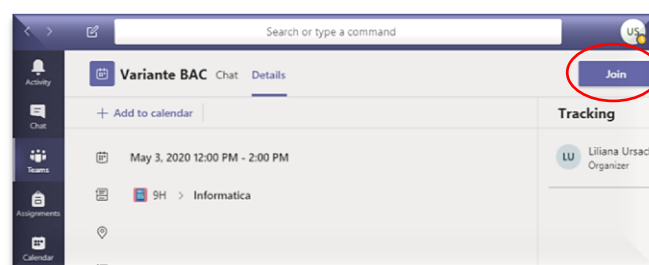 Search or type a command
US
Activity
Variante BAC Chat Details
Join
Chat
+ Add to calendar
Tracking
Teams
May 3, 2020 12:00 PM - 2:00 PM
LU
Liliana Ursac
Organizer
9H > Informatica
Assignments
Calendar